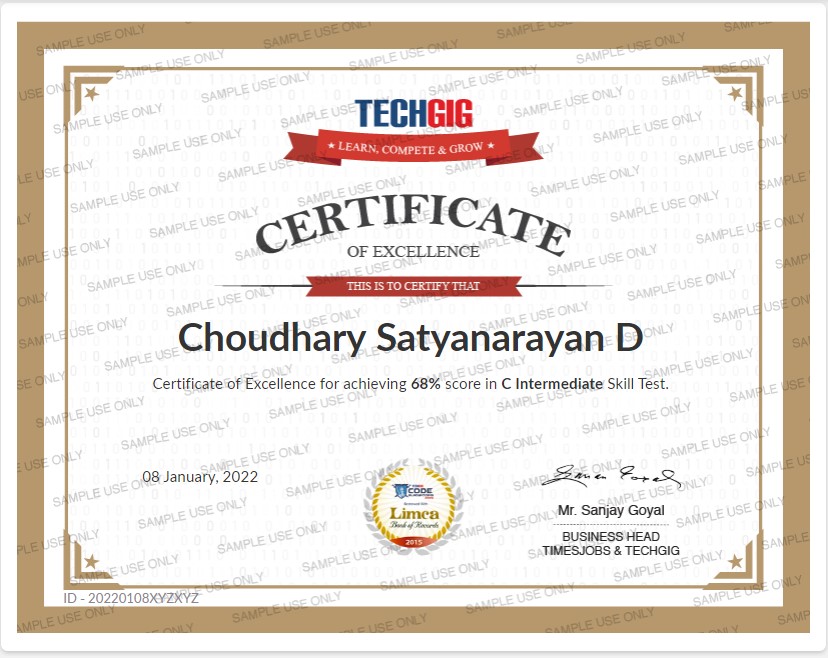 TECHGIG
★ LEARN, COMPETE & GROW ★
CERTIFICATE
OF EXCELLENCE
THIS IS TO CERTIFY THAT
Choudhary Satyanarayan D
Certificate of Excellence for achieving 68% score in C Intermediate Skill Test.
08 January, 2022
CODE
Limca
Book of Records
2015
Mr. Sanjay Goyal
BUSINESS HEAD
TIMESJOBS & TECHGIG
ID - 20220108XYZXYZ
SAMPLE USE ONLY